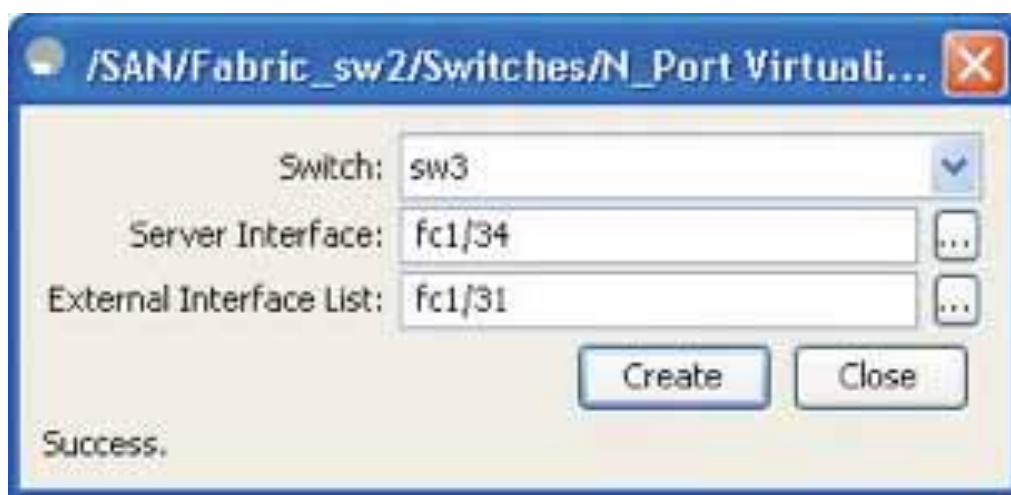 /SAN/Fabric_sw2/Switches/N_Port Virtuali...
Switch: sw3
Server Interface: fc1/34 ...
External Interface List: fc1/31 ...
Create Close
Success.